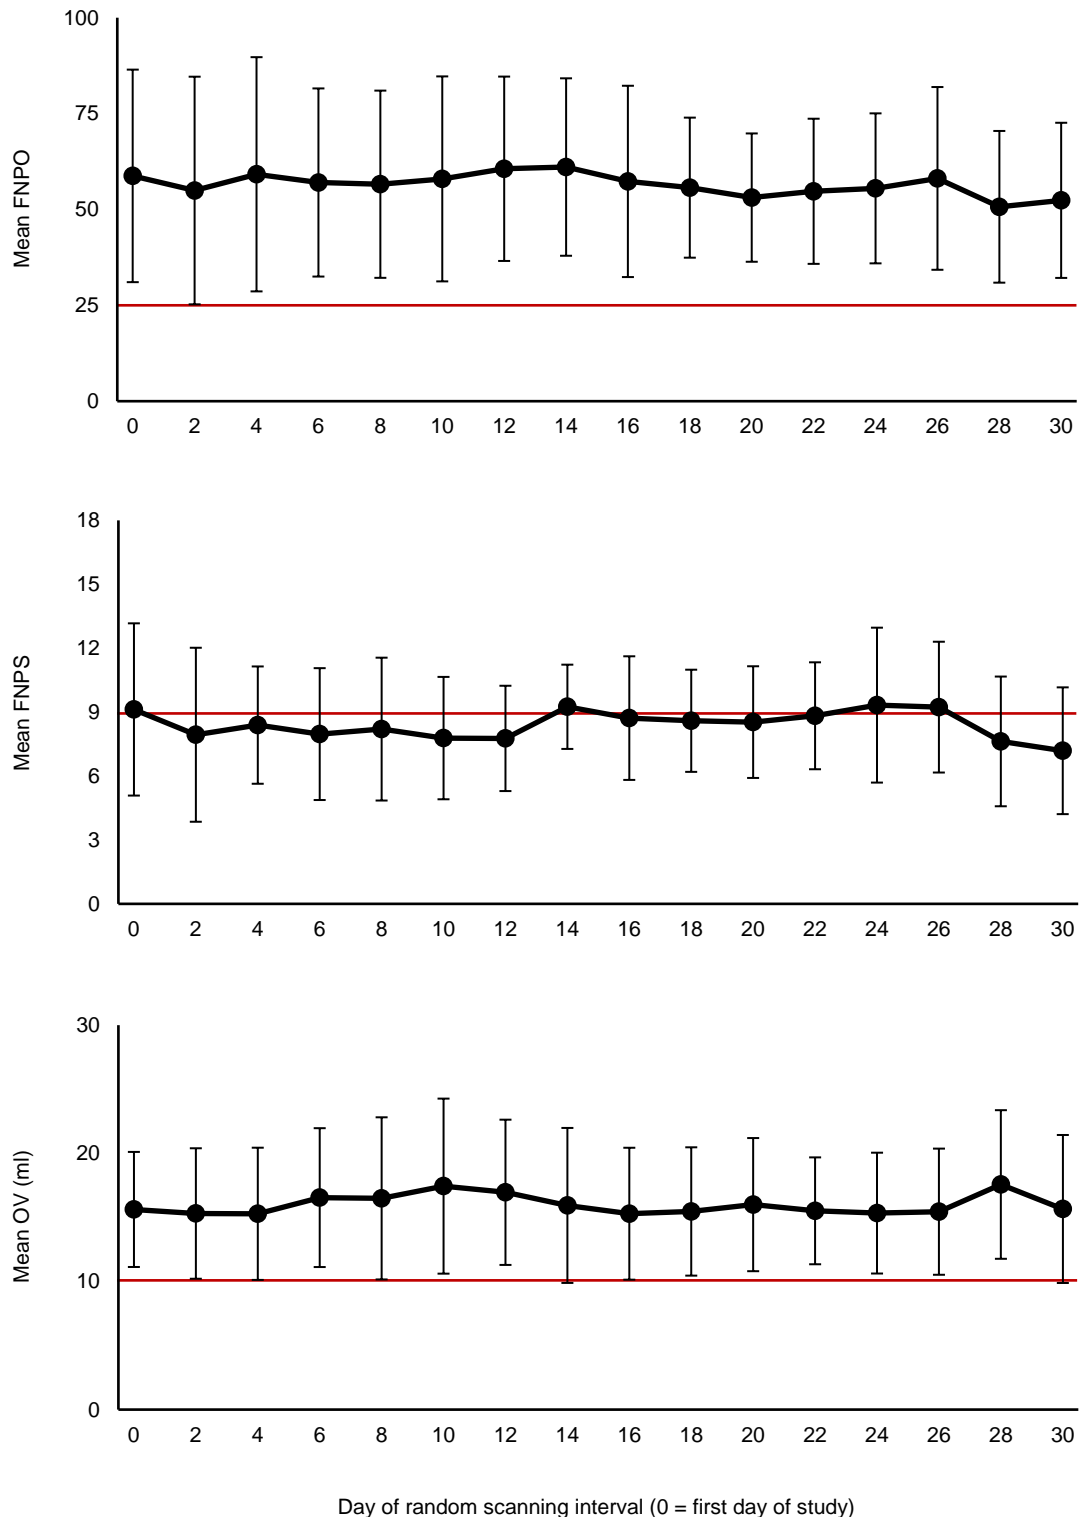 100
75
50
25
0
Mean FNPO
0 2 4 6 8 10 12 14 16 18 20 22 24 26 28 30
18
15
12
9
6
3
0
Mean FNPS
0 2 4 6 8 10 12 14 16 18 20 22 24 26 28 30
30
20
10
0
Mean OV (ml)
0 2 4 6 8 10 12 14 16 18 20 22 24 26 28 30
Day of random scanning interval (0 = first day of study)